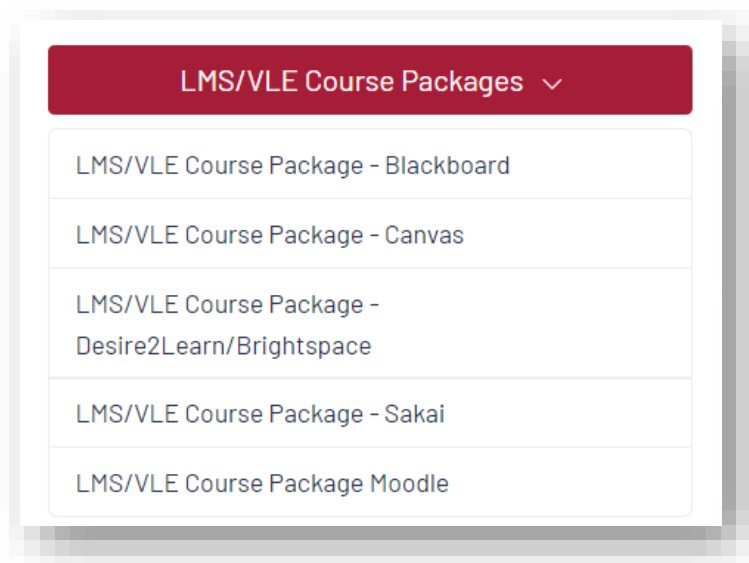 LMS/VLE Course Packages
LMS/VLE Course Package - Blackboard
LMS/VLE Course Package - Canvas
LMS/VLE Course Package -
Desire2Learn/Brightspace
LMS/VLE Course Package - Sakai
LMS/VLE Course Package Moodle